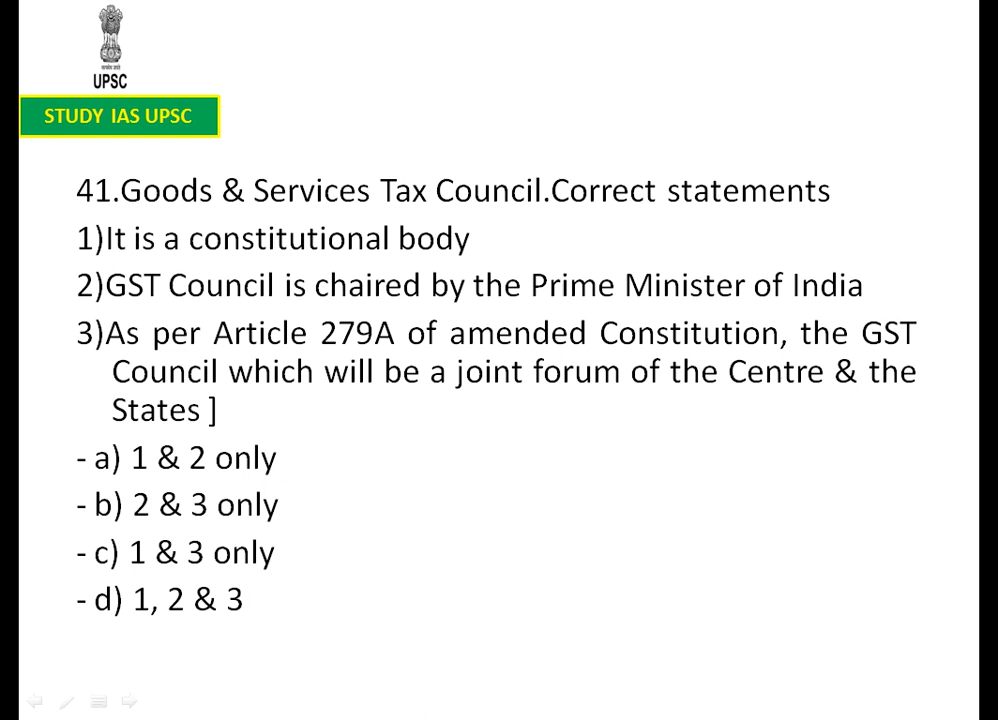 UPSC
STUDY IAS UPSC
41.Goods & Services Tax Council.Correct statements
1)It is a constitutional body
2)GST Council is chaired by the Prime Minister of India
3)As per Article 279A of amended Constitution, the GST
Council which will be a joint forum of the Centre & the
States ]
- a) 1 & 2 only
- b) 2 & 3 only
- c) 1 & 3 only
- d) 1, 2 & 3